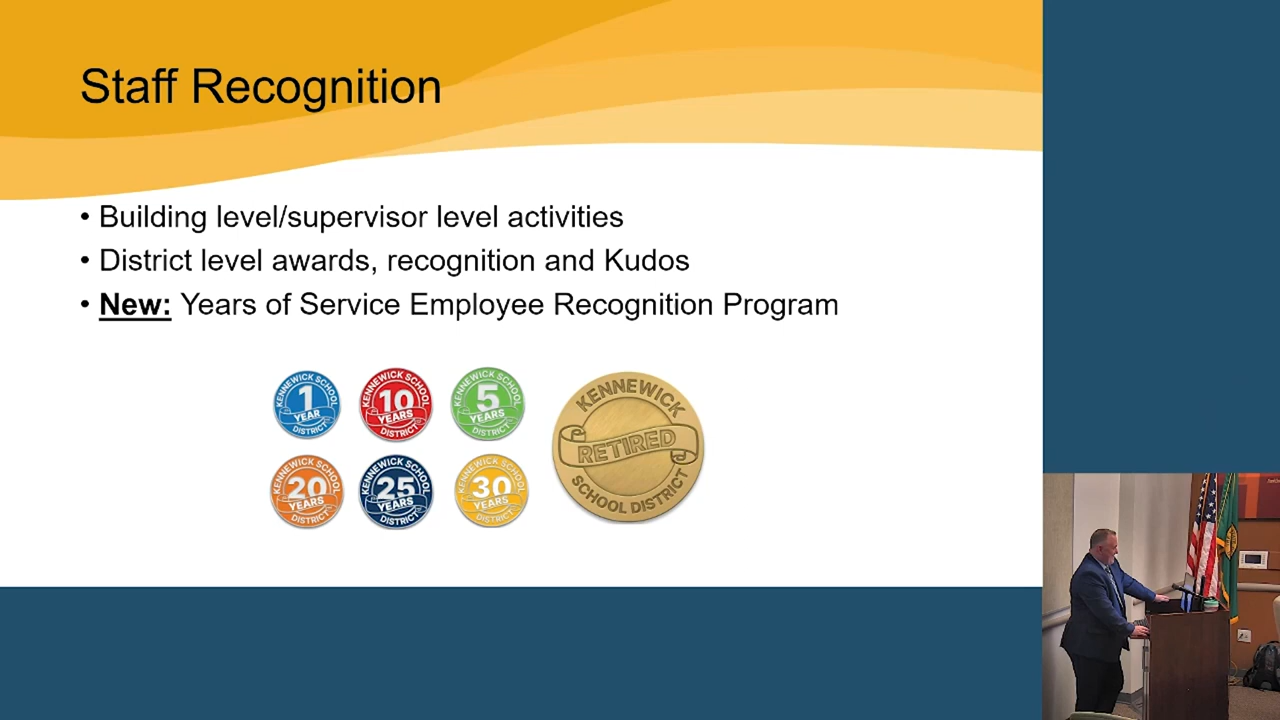 Staff Recognition
• Building level/supervisor level activities
• District level awards, recognition and Kudos
• New: Years of Service Employee Recognition Program
KENNEWICK SCHOOL
1
YEAR
DISTRICT
KENNEWICK SCHOOL
10
YEARS
DISTRICT
KENNEWICK SCHOOL
5
YEARS
DISTRICT
KENNEWICK
RETIRED
SCHOOL DISTRICT
KENNEWICK SCHOOL
20
YEARS
DISTRICT
KENNEWICK SCHOOL
25
YEARS
DISTRICT
KENNEWICK SCHOOL
30
YEARS
DISTRICT